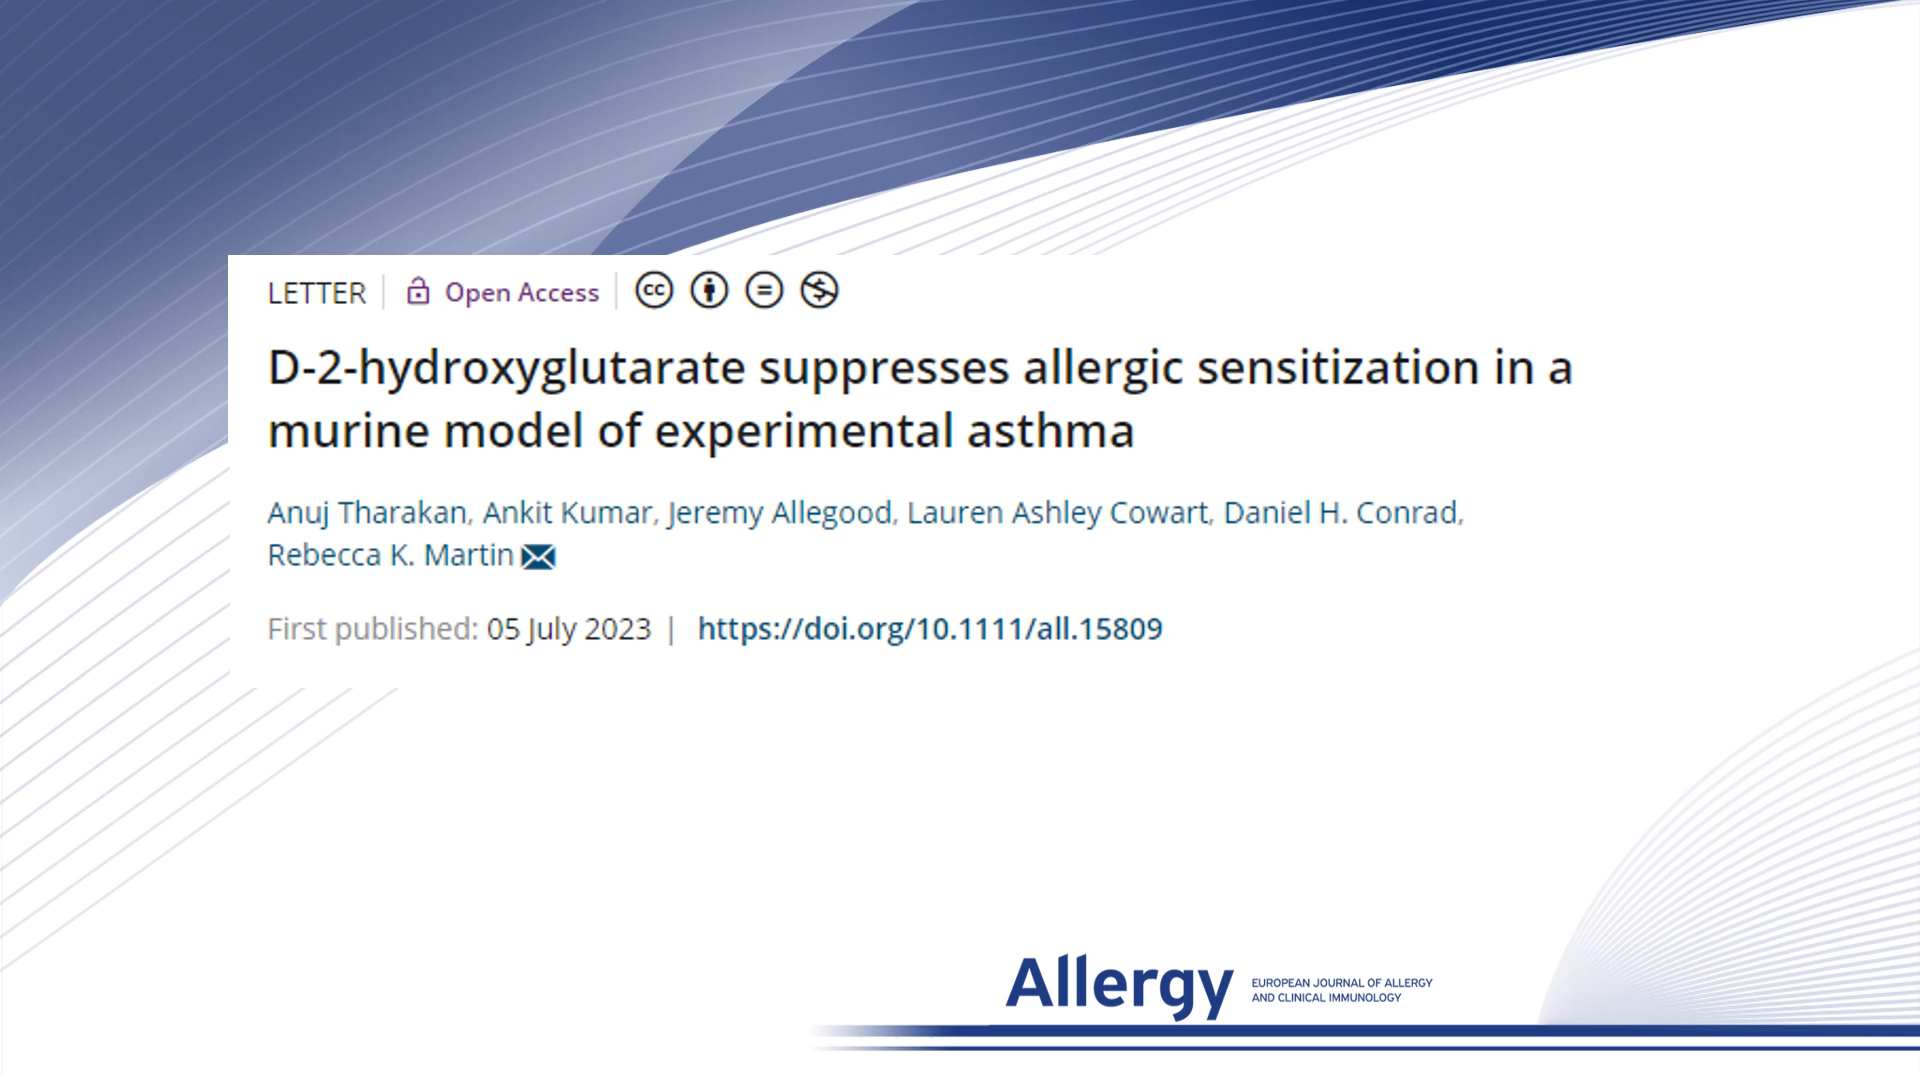 LETTER | Open Access |
D-2-hydroxyglutarate suppresses allergic sensitization in a
murine model of experimental asthma
Anuj Tharakan, Ankit Kumar, Jeremy Allegood, Lauren Ashley Cowart, Daniel H. Conrad,
Rebecca K. Martin
First published: 05 July 2023 | https://doi.org/10.1111/all.15809
Allergy
EUROPEAN JOURNAL OF ALLERGY
AND CLINICAL IMMUNOLOGY